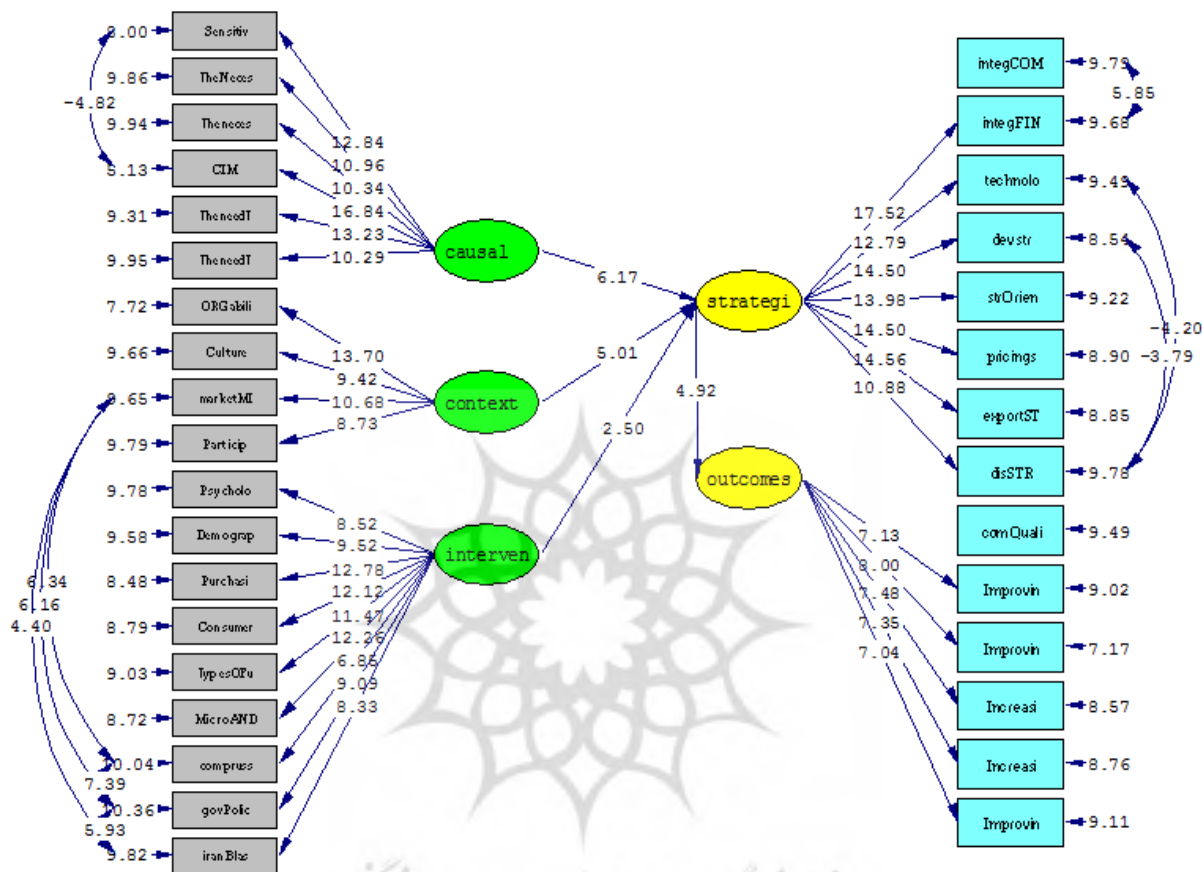 8.00 Sensitiv
9.86 TheNeces
-4.82
9.94 Theneces
5.13 CIM
9.31 TheneedT
9.95 TheneedT
7.72 ORGabili
9.66 Culture
8.65 marketMI
9.79 Particip
9.78 Psycholo
9.58 Demograp
8.48 Purchasi
8.79 Consumer
9.03 TypesOFu
8.72 MicroAND
10.04 compruss
7.39
10.36 govPolic
5.93
9.82 iranBlas
6.34
6.16
4.40
12.84
10.96
10.34
16.84
13.23
10.29
causal
13.70
9.42
10.68
8.73
context
8.52
9.52
12.78
12.12
11.47
12.26
6.85
9.09
8.33
interven
6.17
5.01
2.50
strategi
4.92
outcomes
17.52
12.79
14.50
13.98
14.50
14.56
10.88
7.13
8.00
7.48
7.35
7.04
integCOM 9.79
5.85
integFIN 9.68
technolo 9.49
devstr 8.54
strOrien 9.22
-4.20
-3.79
pricings 8.90
exportST 8.85
disSTR 9.78
comQuali 9.49
Improvin 9.02
Improvin 7.17
Increasi 8.57
Increasi 8.76
Improvin 9.11